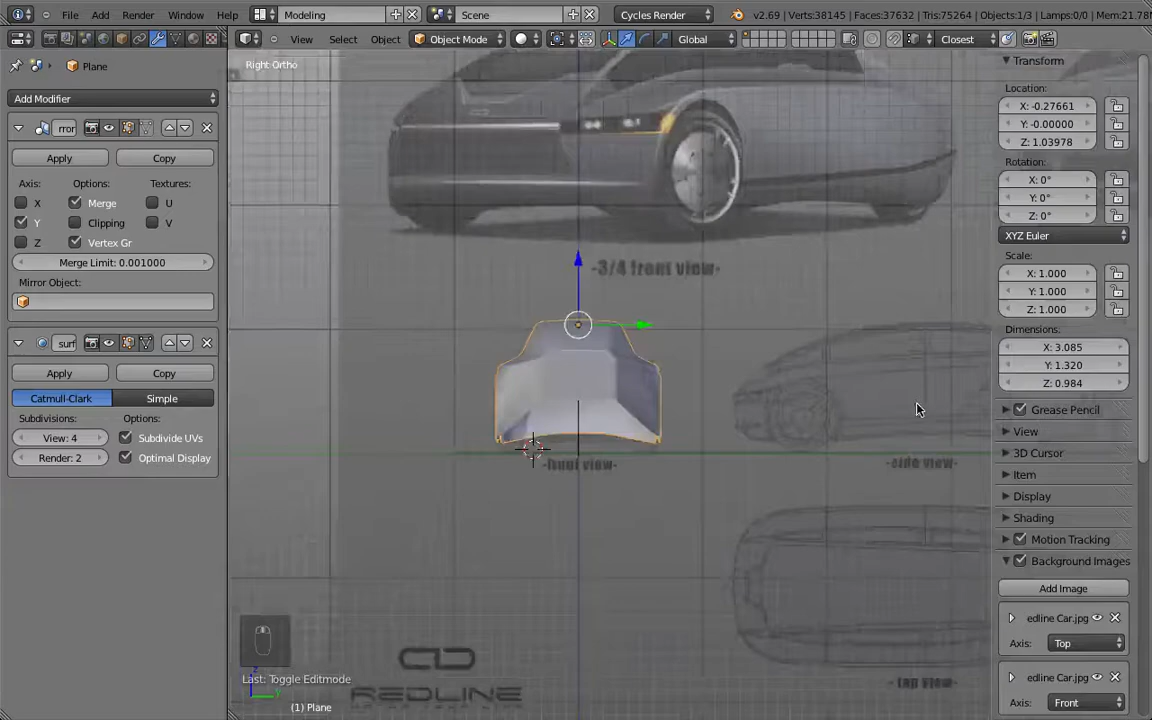 File Add Render Window Help Modeling Scene Cycles Render v2.69 | Verts:38145 | Faces:37632 | Tris:75264 | Objects:1/3 | Lamps:0/0 | Mem:21.78
View Select Object Object Mode Global Closest
Plane
Add Modifier
Apply Copy
Axis: Options: Textures:
X Merge U
Y Clipping V
Z Vertex Gr
Merge Limit: 0.001000
Mirror Object:
surf
Apply Copy
Catmull-Clark Simple
Subdivisions: Options:
View: 4 Subdivide UVs
Render: 2 Optimal Display
Right Ortho
-3/4 front view-
-front view-
-side view-
-top view-
REDLINE
Last: Toggle Editmode
(1) Plane
z
y
Transform
Location:
X: -0.27661
Y: -0.00000
Z: 1.03978
Rotation:
X: 0°
Y: 0°
Z: 0°
XYZ Euler
Scale:
X: 1.000
Y: 1.000
Z: 1.000
Dimensions:
X: 3.085
Y: 1.320
Z: 0.984
Grease Pencil
View
3D Cursor
Item
Display
Shading
Motion Tracking
Background Images
Add Image
edline Car.jpg
Axis: Top
edline Car.jpg
Axis: Front